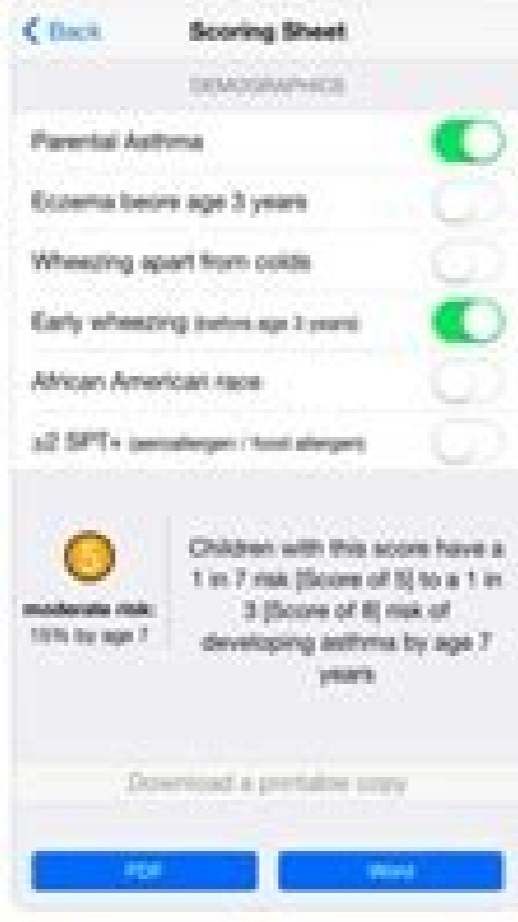 Back
Scoring Sheet
DEMOGRAPHICS
Parental Asthma
Eczema beore age 3 years
Wheezing apart from colds
Early wheezing (before age 3 years)
African American race
≥2 SPT+ (aeroallergen / food allergen)
5
moderate risk:
15% by age 7
Children with this score have a
1 in 7 risk [Score of 5] to a 1 in
3 [Score of 8] risk of
developing asthma by age 7
years
Download a printable copy
PDF
Word